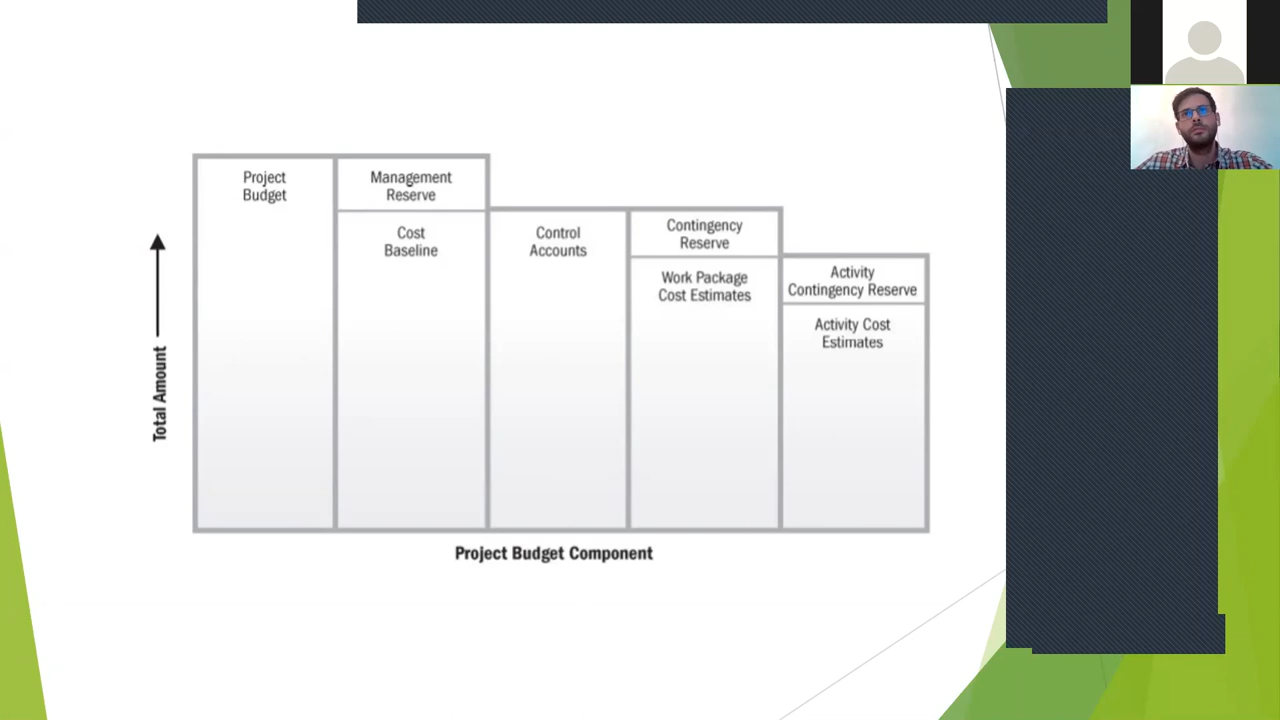 Project
Budget
Management
Reserve
Cost
Baseline
Control
Accounts
Contingency
Reserve
Work Package
Cost Estimates
Activity
Contingency Reserve
Activity Cost
Estimates
Total Amount
Project Budget Component